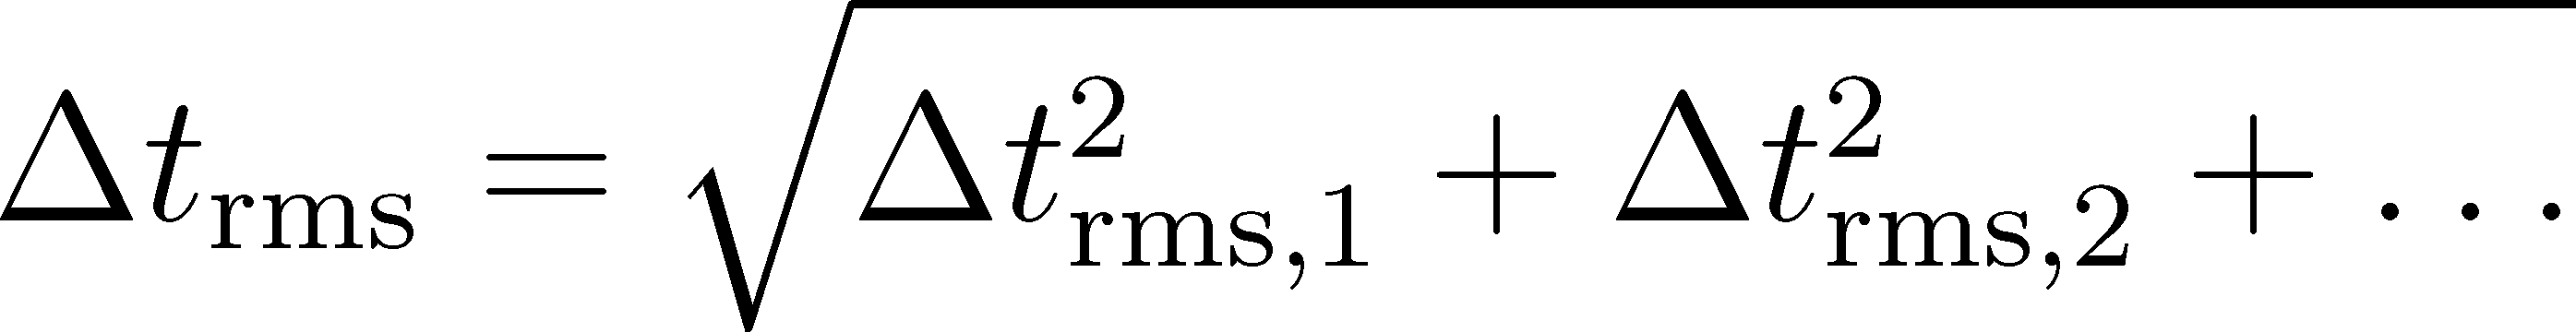 Δt_rms = √(Δt²_rms,1 + Δt²_rms,2 + ...)